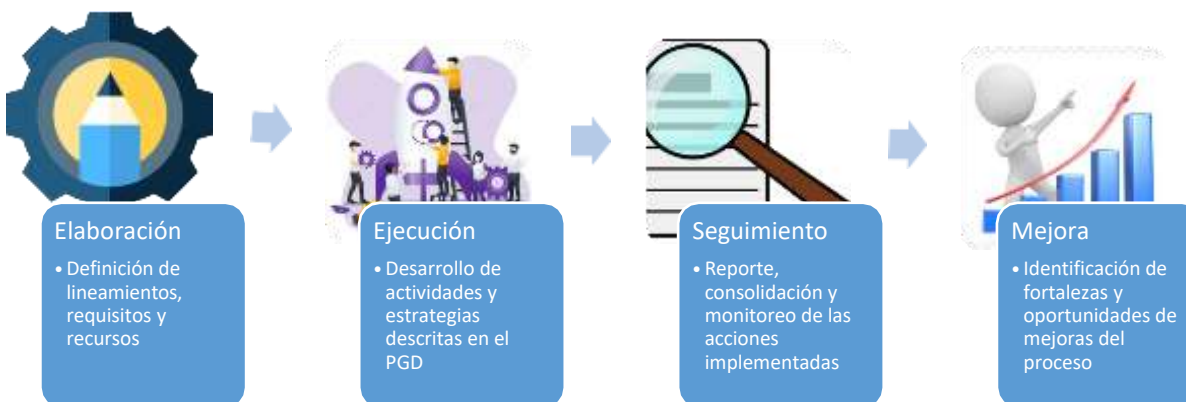 Elaboración
• Definición de
lineamientos,
requisitos y
recursos
Ejecución
• Desarrollo de
actividades y
estrategias
descritas en el
PGD
Seguimiento
• Reporte,
consolidación y
monitoreo de las
acciones
implementadas
Mejora
• Identificación de
fortalezas y
oportunidades de
mejoras del
proceso